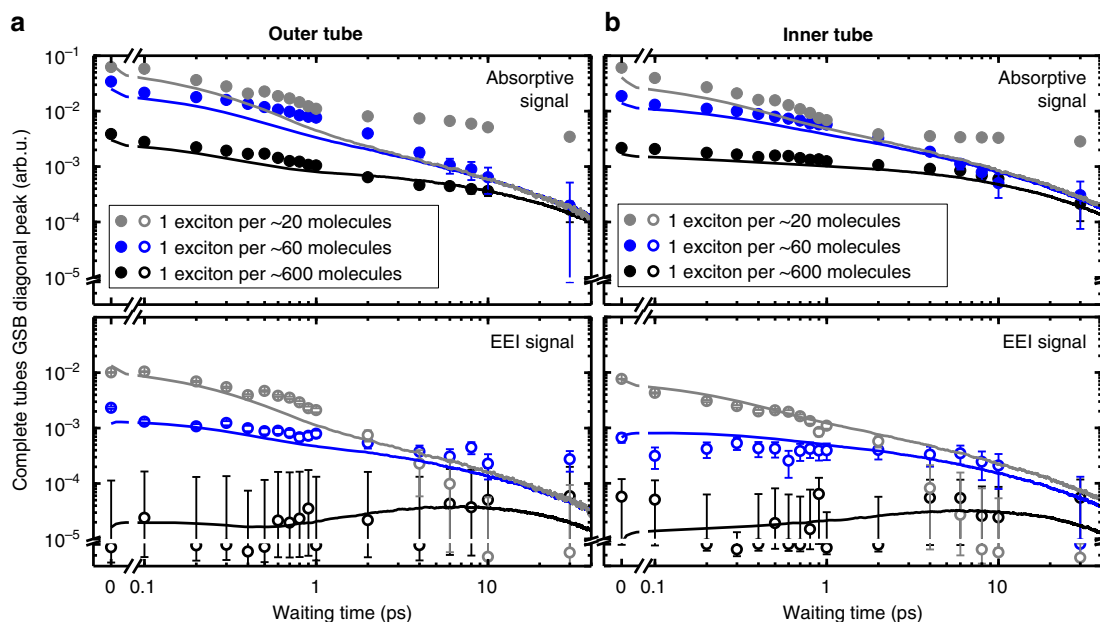 a
Outer tube
b
Inner tube
Complete tubes GSB diagonal peak (arb.u.)
10⁻¹
10⁻²
10⁻³
10⁻⁴
10⁻⁵
Absorptive
signal
1 exciton per ~20 molecules
1 exciton per ~60 molecules
1 exciton per ~600 molecules
Absorptive
signal
1 exciton per ~20 molecules
1 exciton per ~60 molecules
1 exciton per ~600 molecules
10⁻²
10⁻³
10⁻⁴
10⁻⁵
EEI signal
EEI signal
0 0.1 1 10
0 0.1 1 10
Waiting time (ps)
Waiting time (ps)